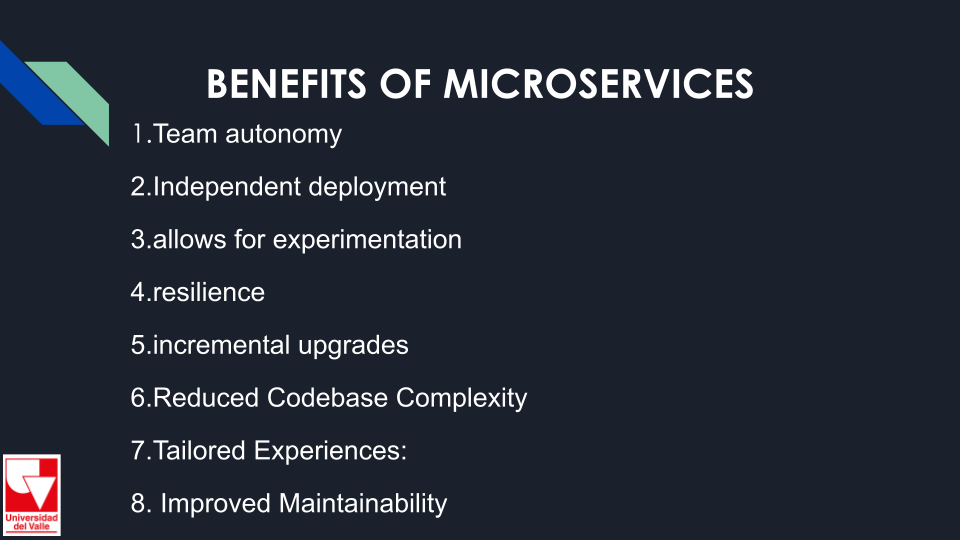 BENEFITS OF MICROSERVICES
1.Team autonomy
2.Independent deployment
3.allows for experimentation
4.resilience
5.incremental upgrades
6.Reduced Codebase Complexity
7.Tailored Experiences:
8. Improved Maintainability
Universidad
del Valle